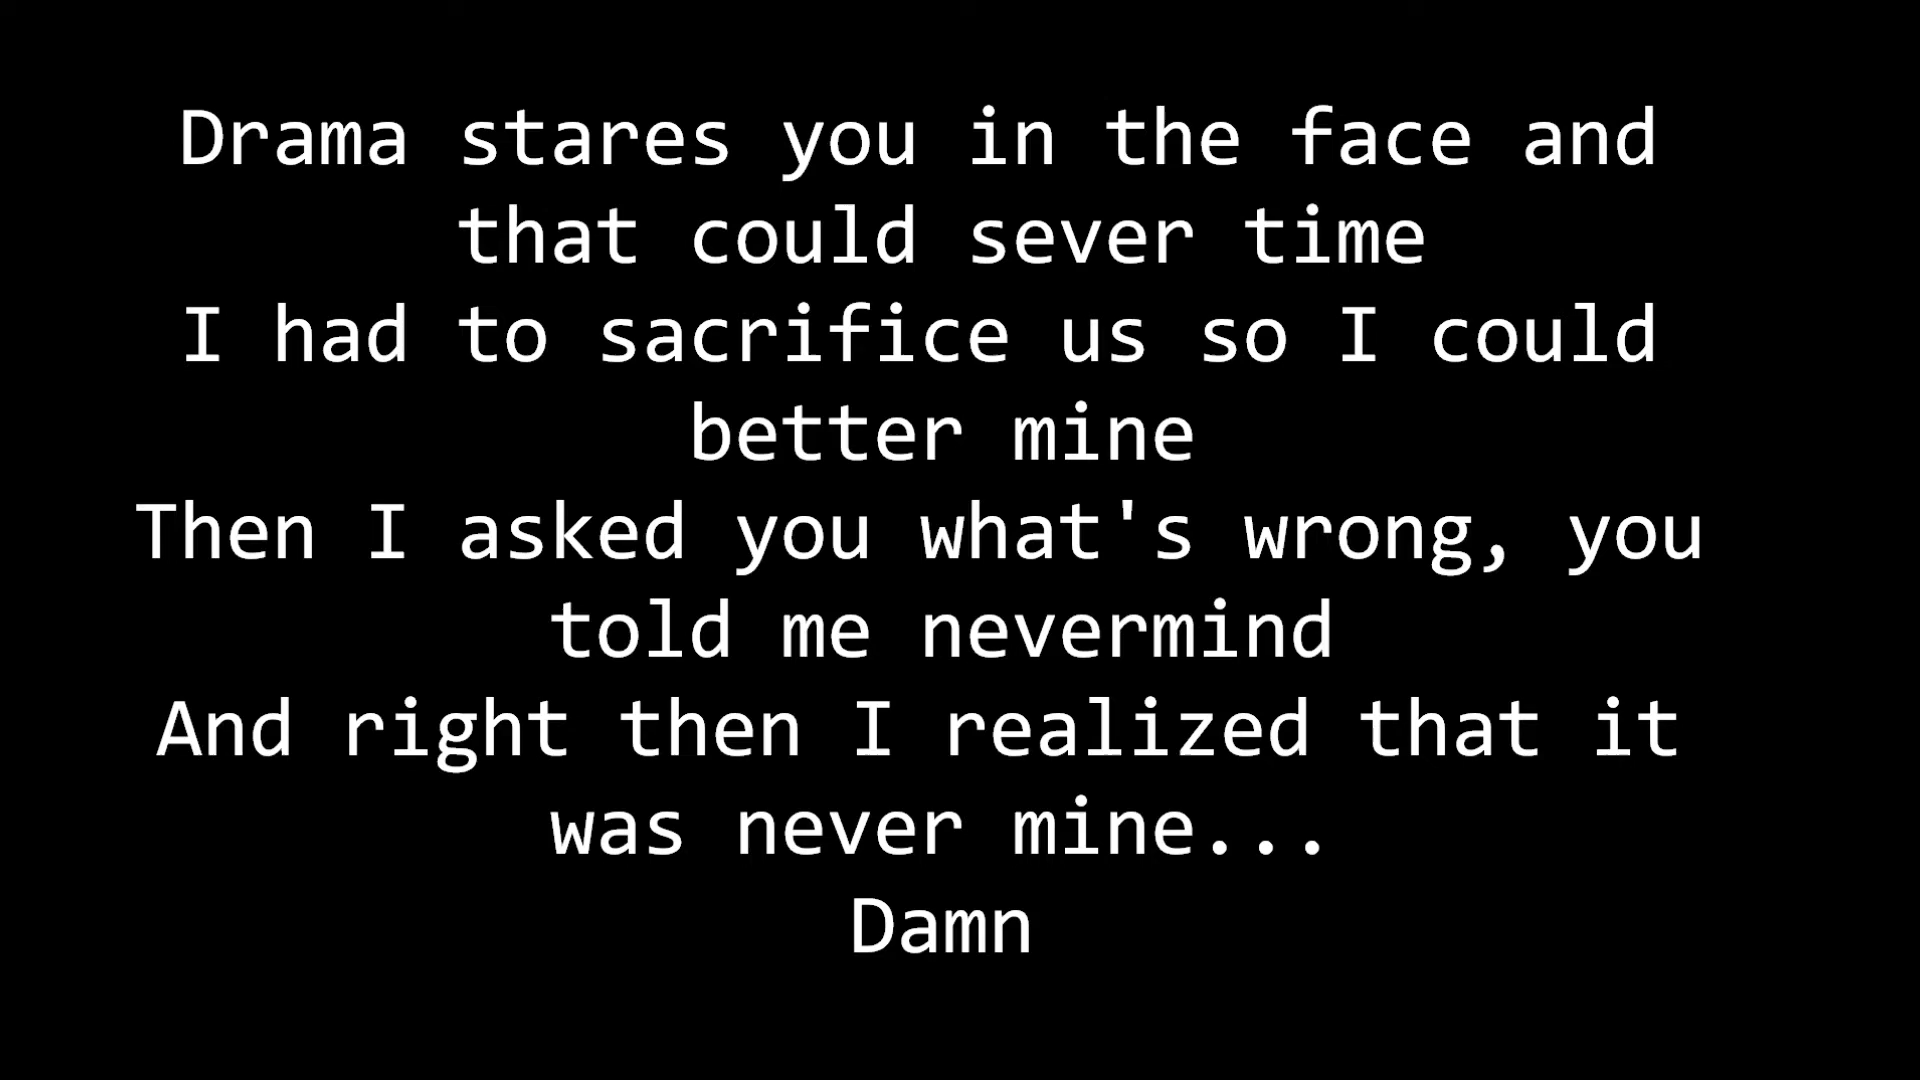 Drama stares you in the face and
that could sever time
I had to sacrifice us so I could
better mine
Then I asked you what's wrong, you
told me nevermind
And right then I realized that it
was never mine...
Damn